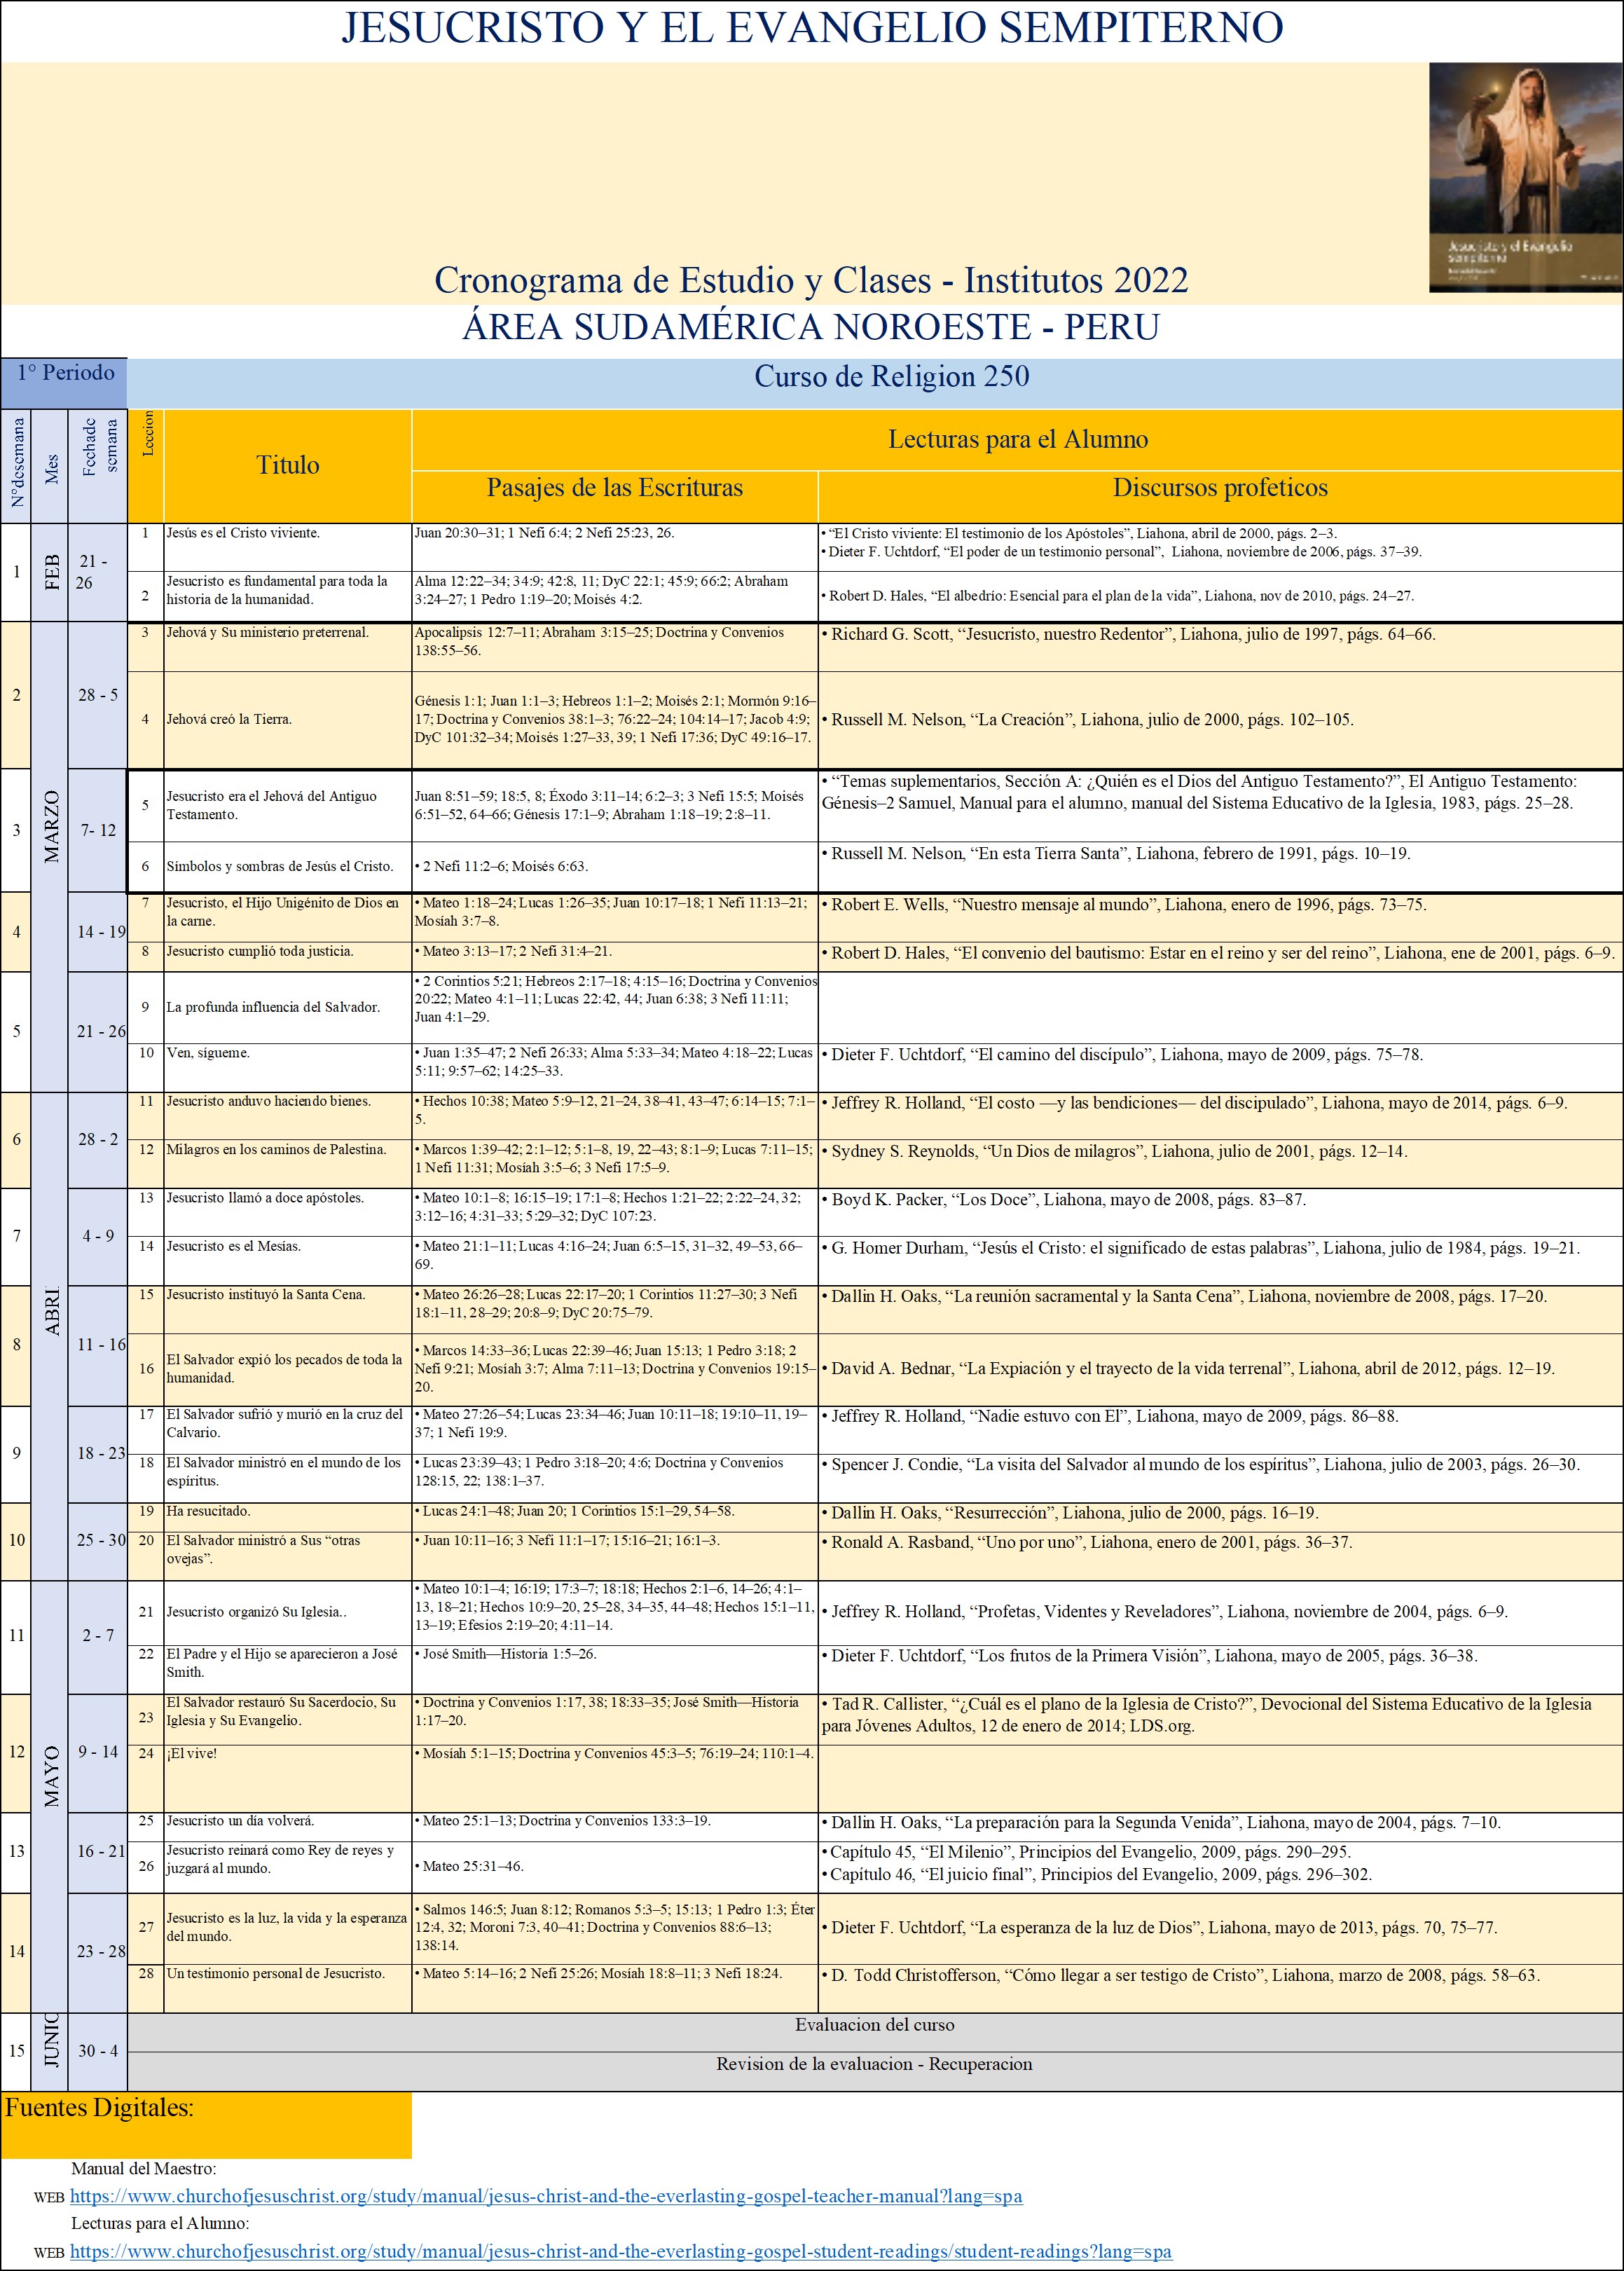 JESUCRISTO Y EL EVANGELIO SEMPITERNO
Jesucristo y el Evangelio
sempiterno
Cronograma de Estudio y Clases - Institutos 2022
ÁREA SUDAMÉRICA NOROESTE - PERU
1° Periodo
Curso de Religion 250
N°desemana
Mes
Fechade
semana
Leccion
Titulo
Lecturas para el Alumno
Pasajes de las Escrituras
Discursos profeticos
1
FEB
21 -
26
1
Jesús es el Cristo viviente.
Juan 20:30–31; 1 Nefi 6:4; 2 Nefi 25:23, 26.
• “El Cristo viviente: El testimonio de los Apóstoles”, Liahona, abril de 2000, págs. 2–3.
• Dieter F. Uchtdorf, “El poder de un testimonio personal”, Liahona, noviembre de 2006, págs. 37–39.
2
Jesucristo es fundamental para toda la
historia de la humanidad.
Alma 12:22–34; 34:9; 42:8, 11; DyC 22:1; 45:9; 66:2; Abraham
3:24–27; 1 Pedro 1:19–20; Moisés 4:2.
• Robert D. Hales, “El albedrío: Esencial para el plan de la vida”, Liahona, nov de 2010, págs. 24–27.
2
MARZO
28 - 5
3
Jehová y Su ministerio preterrenal.
Apocalipsis 12:7–11; Abraham 3:15–25; Doctrina y Convenios
138:55–56.
• Richard G. Scott, “Jesucristo, nuestro Redentor”, Liahona, julio de 1997, págs. 64–66.
4
Jehová creó la Tierra.
Génesis 1:1; Juan 1:1–3; Hebreos 1:1–2; Moisés 2:1; Mormón 9:16–
17; Doctrina y Convenios 38:1–3; 76:22–24; 104:14–17; Jacob 4:9;
DyC 101:32–34; Moisés 1:27–33, 39; 1 Nefi 17:36; DyC 49:16–17.
• Russell M. Nelson, “La Creación”, Liahona, julio de 2000, págs. 102–105.
3
7- 12
5
Jesucristo era el Jehová del Antiguo
Testamento.
Juan 8:51–59; 18:5, 8; Éxodo 3:11–14; 6:2–3; 3 Nefi 15:5; Moisés
6:51–52, 64–66; Génesis 17:1–9; Abraham 1:18–19; 2:8–11.
• “Temas suplementarios, Sección A: ¿Quién es el Dios del Antiguo Testamento?”, El Antiguo Testamento:
Génesis–2 Samuel, Manual para el alumno, manual del Sistema Educativo de la Iglesia, 1983, págs. 25–28.
6
Símbolos y sombras de Jesús el Cristo.
• 2 Nefi 11:2–6; Moisés 6:63.
• Russell M. Nelson, “En esta Tierra Santa”, Liahona, febrero de 1991, págs. 10–19.
4
14 - 19
7
Jesucristo, el Hijo Unigénito de Dios en
la carne.
• Mateo 1:18–24; Lucas 1:26–35; Juan 10:17–18; 1 Nefi 11:13–21;
Mosíah 3:7–8.
• Robert E. Wells, “Nuestro mensaje al mundo”, Liahona, enero de 1996, págs. 73–75.
8
Jesucristo cumplió toda justicia.
• Mateo 3:13–17; 2 Nefi 31:4–21.
• Robert D. Hales, “El convenio del bautismo: Estar en el reino y ser del reino”, Liahona, ene de 2001, págs. 6–9.
5
21 - 26
9
La profunda influencia del Salvador.
• 2 Corintios 5:21; Hebreos 2:17–18; 4:15–16; Doctrina y Convenios
20:22; Mateo 4:1–11; Lucas 22:42, 44; Juan 6:38; 3 Nefi 11:11;
Juan 4:1–29.
10
Ven, sígueme.
• Juan 1:35–47; 2 Nefi 26:33; Alma 5:33–34; Mateo 4:18–22; Lucas
5:11; 9:57–62; 14:25–33.
• Dieter F. Uchtdorf, “El camino del discípulo”, Liahona, mayo de 2009, págs. 75–78.
6
ABRI
28 - 2
11
Jesucristo anduvo haciendo bienes.
• Hechos 10:38; Mateo 5:9–12, 21–24, 38–41, 43–47; 6:14–15; 7:1–
5.
• Jeffrey R. Holland, “El costo —y las bendiciones— del discipulado”, Liahona, mayo de 2014, págs. 6–9.
12
Milagros en los caminos de Palestina.
• Marcos 1:39–42; 2:1–12; 5:1–8, 19, 22–43; 8:1–9; Lucas 7:11–15;
1 Nefi 11:31; Mosíah 3:5–6; 3 Nefi 17:5–9.
• Sydney S. Reynolds, “Un Dios de milagros”, Liahona, julio de 2001, págs. 12–14.
7
4 - 9
13
Jesucristo llamó a doce apóstoles.
• Mateo 10:1–8; 16:15–19; 17:1–8; Hechos 1:21–22; 2:22–24, 32;
3:12–16; 4:31–33; 5:29–32; DyC 107:23.
• Boyd K. Packer, “Los Doce”, Liahona, mayo de 2008, págs. 83–87.
14
Jesucristo es el Mesías.
• Mateo 21:1–11; Lucas 4:16–24; Juan 6:5–15, 31–32, 49–53, 66–
69.
• G. Homer Durham, “Jesús el Cristo: el significado de estas palabras”, Liahona, julio de 1984, págs. 19–21.
8
11 - 16
15
Jesucristo instituyó la Santa Cena.
• Mateo 26:26–28; Lucas 22:17–20; 1 Corintios 11:27–30; 3 Nefi
18:1–11, 28–29; 20:8–9; DyC 20:75–79.
• Dallin H. Oaks, “La reunión sacramental y la Santa Cena”, Liahona, noviembre de 2008, págs. 17–20.
16
El Salvador expió los pecados de toda la
humanidad.
• Marcos 14:33–36; Lucas 22:39–46; Juan 15:13; 1 Pedro 3:18; 2
Nefi 9:21; Mosíah 3:7; Alma 7:11–13; Doctrina y Convenios 19:15–
20.
• David A. Bednar, “La Expiación y el trayecto de la vida terrenal”, Liahona, abril de 2012, págs. 12–19.
9
18 - 23
17
El Salvador sufrió y murió en la cruz del
Calvario.
• Mateo 27:26–54; Lucas 23:34–46; Juan 10:11–18; 19:10–11, 19–
37; 1 Nefi 19:9.
• Jeffrey R. Holland, “Nadie estuvo con El”, Liahona, mayo de 2009, págs. 86–88.
18
El Salvador ministró en el mundo de los
espíritus.
• Lucas 23:39–43; 1 Pedro 3:18–20; 4:6; Doctrina y Convenios
128:15, 22; 138:1–37.
• Spencer J. Condie, “La visita del Salvador al mundo de los espíritus”, Liahona, julio de 2003, págs. 26–30.
10
25 - 30
19
Ha resucitado.
• Lucas 24:1–48; Juan 20; 1 Corintios 15:1–29, 54–58.
• Dallin H. Oaks, “Resurrección”, Liahona, julio de 2000, págs. 16–19.
20
El Salvador ministró a Sus “otras
ovejas”.
• Juan 10:11–16; 3 Nefi 11:1–17; 15:16–21; 16:1–3.
• Ronald A. Rasband, “Uno por uno”, Liahona, enero de 2001, págs. 36–37.
11
MAYO
2 - 7
21
Jesucristo organizó Su Iglesia..
• Mateo 10:1–4; 16:19; 17:3–7; 18:18; Hechos 2:1–6, 14–26; 4:1–
13, 18–21; Hechos 10:9–20, 25–28, 34–35, 44–48; Hechos 15:1–11,
13–19; Efesios 2:19–20; 4:11–14.
• Jeffrey R. Holland, “Profetas, Videntes y Reveladores”, Liahona, noviembre de 2004, págs. 6–9.
22
El Padre y el Hijo se aparecieron a José
Smith.
• José Smith—Historia 1:5–26.
• Dieter F. Uchtdorf, “Los frutos de la Primera Visión”, Liahona, mayo de 2005, págs. 36–38.
12
9 - 14
23
El Salvador restauró Su Sacerdocio, Su
Iglesia y Su Evangelio.
• Doctrina y Convenios 1:17, 38; 18:33–35; José Smith—Historia
1:17–20.
• Tad R. Callister, “¿Cuál es el plano de la Iglesia de Cristo?”, Devocional del Sistema Educativo de la Iglesia
para Jóvenes Adultos, 12 de enero de 2014; LDS.org.
24
¡El vive!
• Mosíah 5:1–15; Doctrina y Convenios 45:3–5; 76:19–24; 110:1–4.
13
16 - 21
25
Jesucristo un día volverá.
• Mateo 25:1–13; Doctrina y Convenios 133:3–19.
• Dallin H. Oaks, “La preparación para la Segunda Venida”, Liahona, mayo de 2004, págs. 7–10.
26
Jesucristo reinará como Rey de reyes y
juzgará al mundo.
• Mateo 25:31–46.
• Capítulo 45, “El Milenio”, Principios del Evangelio, 2009, págs. 290–295.
• Capítulo 46, “El juicio final”, Principios del Evangelio, 2009, págs. 296–302.
14
23 - 28
27
Jesucristo es la luz, la vida y la esperanza
del mundo.
• Salmos 146:5; Juan 8:12; Romanos 5:3–5; 15:13; 1 Pedro 1:3; Éter
12:4, 32; Moroni 7:3, 40–41; Doctrina y Convenios 88:6–13;
138:14.
• Dieter F. Uchtdorf, “La esperanza de la luz de Dios”, Liahona, mayo de 2013, págs. 70, 75–77.
28
Un testimonio personal de Jesucristo.
• Mateo 5:14–16; 2 Nefi 25:26; Mosíah 18:8–11; 3 Nefi 18:24.
• D. Todd Christofferson, “Cómo llegar a ser testigo de Cristo”, Liahona, marzo de 2008, págs. 58–63.
15
JUNIO
30 - 4
Evaluacion del curso
Revision de la evaluacion - Recuperacion
Fuentes Digitales:
Manual del Maestro:
WEB https://www.churchofjesuschrist.org/study/manual/jesus-christ-and-the-everlasting-gospel-teacher-manual?lang=spa
Lecturas para el Alumno:
WEB https://www.churchofjesuschrist.org/study/manual/jesus-christ-and-the-everlasting-gospel-student-readings/student-readings?lang=spa